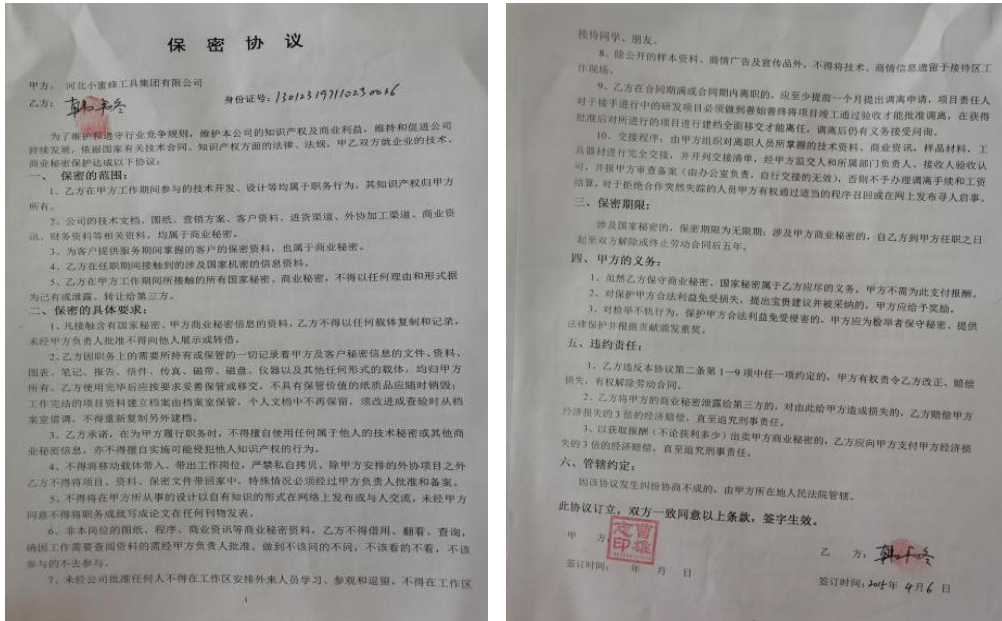 保 密 协 议
甲方： 河北小蜜蜂工具集团有限公司
乙方： 韩丰冬 身份证号：
为了维护和遵守行业竞争规则，维护本公司的知识产权及商业利益，维持和促进公司
持续发展，依据国家有关技术合同、知识产权方面的法律、法规，甲乙双方就企业的技术、
商业秘密保护达成以下协议：
一、 保密的范围：
1、乙方在甲方工作期间参与的技术开发、设计等均属于职务行为，其知识产权归甲方
所有。
2、公司的技术文档、图纸、营销方案、客户资料、进货渠道、外协加工渠道、商业资
讯、财务资料等相关资料，均属于商业秘密。
3、为客户提供服务期间掌握的客户的保密资料，也属于商业秘密。
4、乙方在任职期间接触到的涉及国家机密的信息资料。
5、乙方在甲方工作期间所接触的所有国家秘密、商业秘密，不得以任何理由和形式据
为己有或泄露、转让给第三方。
二、保密的具体要求：
1、凡接触含有国家秘密、甲方商业秘密信息的资料，乙方不得以任何载体复制和记录，
未经甲方负责人批准不得向他人展示或转借。
2、乙方因职务上的需要所持有或保管的一切记录着甲方及客户秘密信息的文件、资料、
图表、笔记、报告、信件、传真、磁带、磁盘、仪器以及其他任何形式的载体，均归甲方
所有。乙方使用完毕后应按要求妥善保管或移交，不具有保管价值的纸质品应随时销毁；
工作完结的项目资料建立档案由档案室保管，个人文档中不再保留，须改进或查验时从档
案室借调，不得重新复制另外建档。
3、乙方承诺，在为甲方履行职务时，不得擅自使用任何属于他人的技术秘密或其他商
业秘密信息，亦不得擅自实施可能侵犯他人知识产权的行为。
4、不得将移动载体带入、带出工作岗位，严禁私自拷贝。除甲方安排的外协项目之外
乙方不得将项目、资料、保密文件带回家中，特殊情况必须经过甲方负责人批准和备案。
5、不得将在甲方所从事的设计以自有知识的形式在网络上发布或与人交流，未经甲方
同意不得将职务成就写成论文在任何刊物发表。
6、非本岗位的图纸、程序、商业资讯等商业秘密资料，乙方不得借用、翻看、查询，
确因工作需要查阅资料的需经甲方负责人批准。做到不该问的不问，不该看的不看，不该
参与的不去参与。
7、未经公司批准任何人不得在工作区安排外来人员学习、参观和逗留，不得在工作区
1
接待同学、朋友。
8、除公开的样本资料、商情广告及宣传品外，不得将技术、商情信息遗留于接待区工
作现场。
9、乙方在合同期满或合同期内离职的，应至少提前一个月提出调离申请，项目责任人
对于接手进行中的研发项目必须做到善始善终将项目竣工通过验收才能批准调离，在获得
批准后对所进行的项目进行建档全面移交才能离任，调离后仍有义务接受问询。
10、交接程序：由甲方组织对离职人员所掌握的技术资料、商业资讯，样品材料，工
具器材进行完全交接，并开列交接清单，经甲方监交人和所属部门负责人、接收人验收认
可，并报甲方审查备案（由办公室负责，自行交接的无效），否则不予办理调离手续和工资
结算。对于拒绝合作突然失踪的人员甲方有权通过适当的程序召回或在网上发布寻人启事。
三、保密期限：
涉及国家秘密的，保密期限为无限期；涉及甲方商业秘密的，自乙方到甲方任职之日
起至双方解除或终止劳动合同后五年。
四、甲方的义务：
1、虽然乙方保守商业秘密、国家秘密属于乙方应尽的义务，甲方不需为此支付报酬。
2、对保护甲方合法利益免受损失，提出宝贵建议并被采纳的，甲方应给予奖励。
3、对检举不轨行为，保护甲方合法利益免受侵害的，甲方应为检举者保守秘密、提供
法律保护并根据贡献颁发重奖。
五、违约责任：
1、乙方违反本协议第二条第 1—9 项中任一项约定的，甲方有权责令乙方改正、赔偿
损失，有权解除劳动合同。
2、乙方将甲方的商业秘密泄露给第三方的，对由此给甲方造成损失的，乙方赔偿甲方
经济损失的 3 倍的经济赔偿，直至追究刑事责任。
3、以获取报酬（不论获利多少）出卖甲方商业秘密的，乙方应向甲方支付甲方经济损
失的 3 倍的经济赔偿，直至追究刑事责任。
六、管辖约定：
因该协议发生纠纷协商不成的，由甲方所在地人民法院管辖。
此协议订立，双方一致同意以上条款，签字生效。
甲 方： 曹雄志印
乙 方： 韩丰冬
签订时间： 年 月 日
签订时间：2015年 4月 6 日